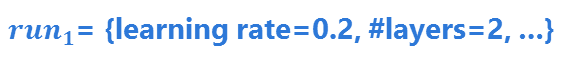 run₁= {learning rate=0.2, #layers=2, ...}